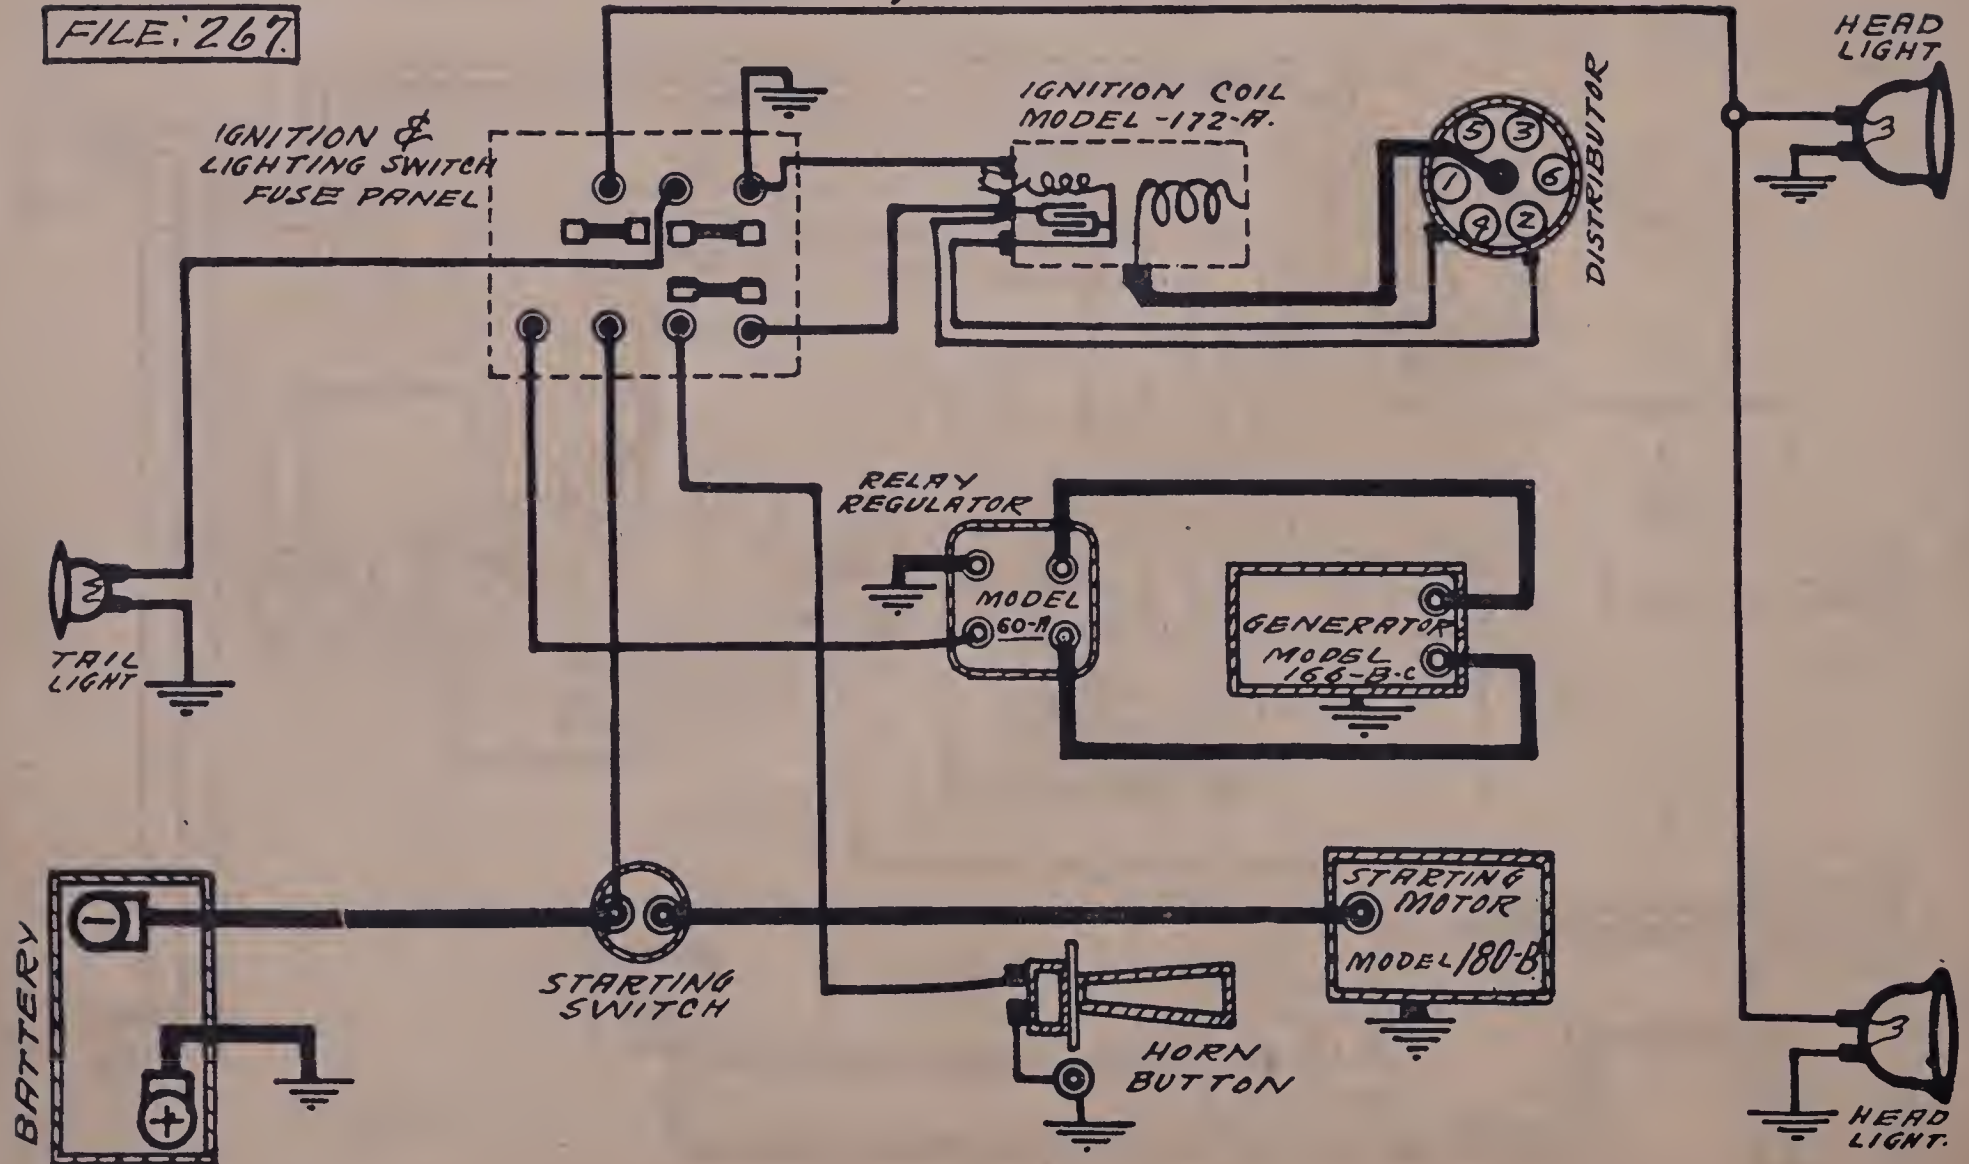 FILE: 267.
HEAD
LIGHT
IGNITION &
LIGHTING SWITCH
FUSE PANEL
IGNITION COIL
MODEL -172-A.
DISTRIBUTOR
5 3
1 6
4 2
RELAY
REGULATOR
MODEL
60-A
GENERATOR
MODEL
166-B-C
TAIL
LIGHT
BATTERY
-
+
STARTING
SWITCH
STARTING
MOTOR
MODEL 180-B
HORN
BUTTON
HEAD
LIGHT.